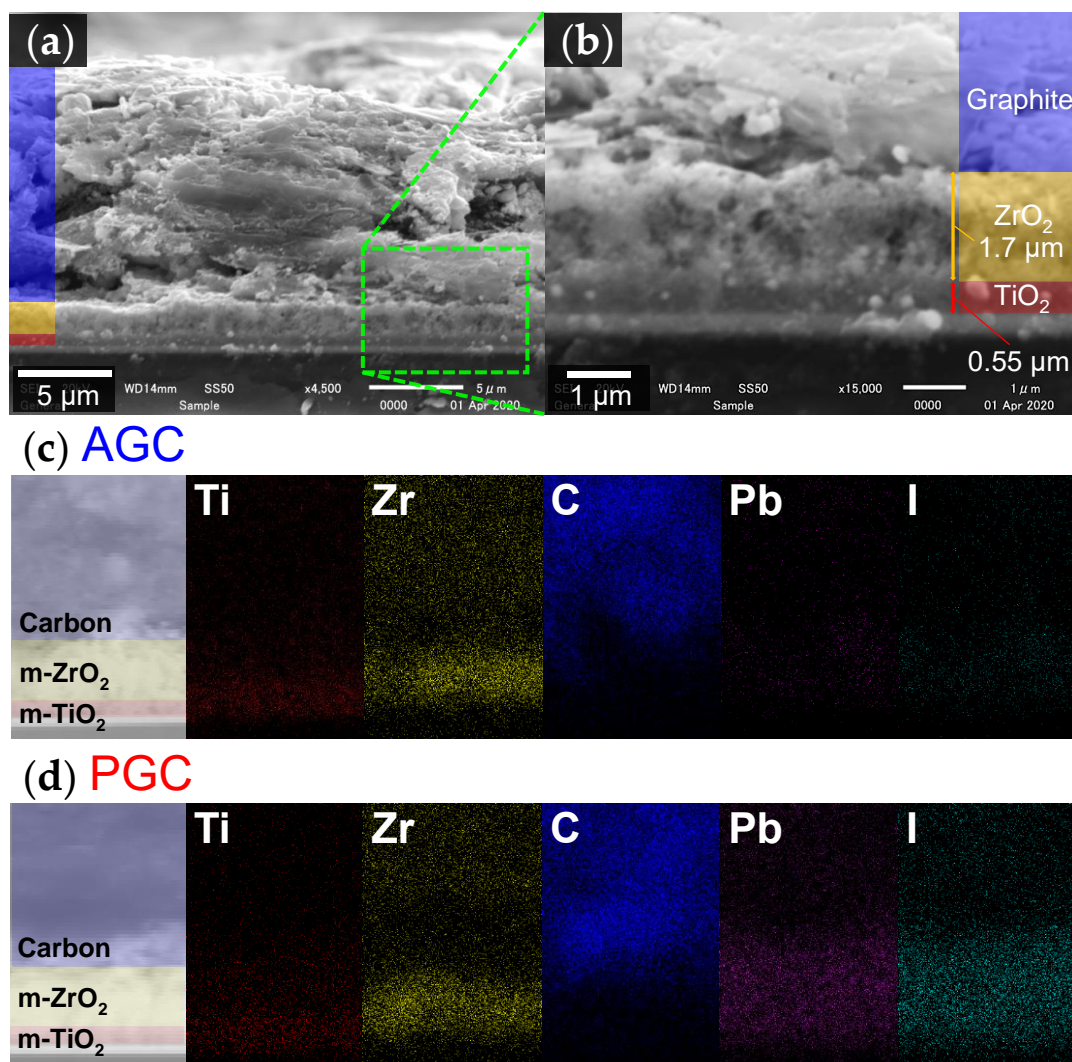 (a)
(b)
Graphite
ZrO₂
1.7 µm
TiO₂
0.55 µm
WD14mm SS50 x4,500 5 µm
Sample 0000 01 Apr 2020
5 µm
x15,000 1 µm
WD14mm SS50
Sample 0000 01 Apr 2020
1 µm
(c) AGC
Ti Zr C Pb I
Carbon
m-ZrO₂
m-TiO₂
(d) PGC
Ti Zr C Pb I
Carbon
m-ZrO₂
m-TiO₂